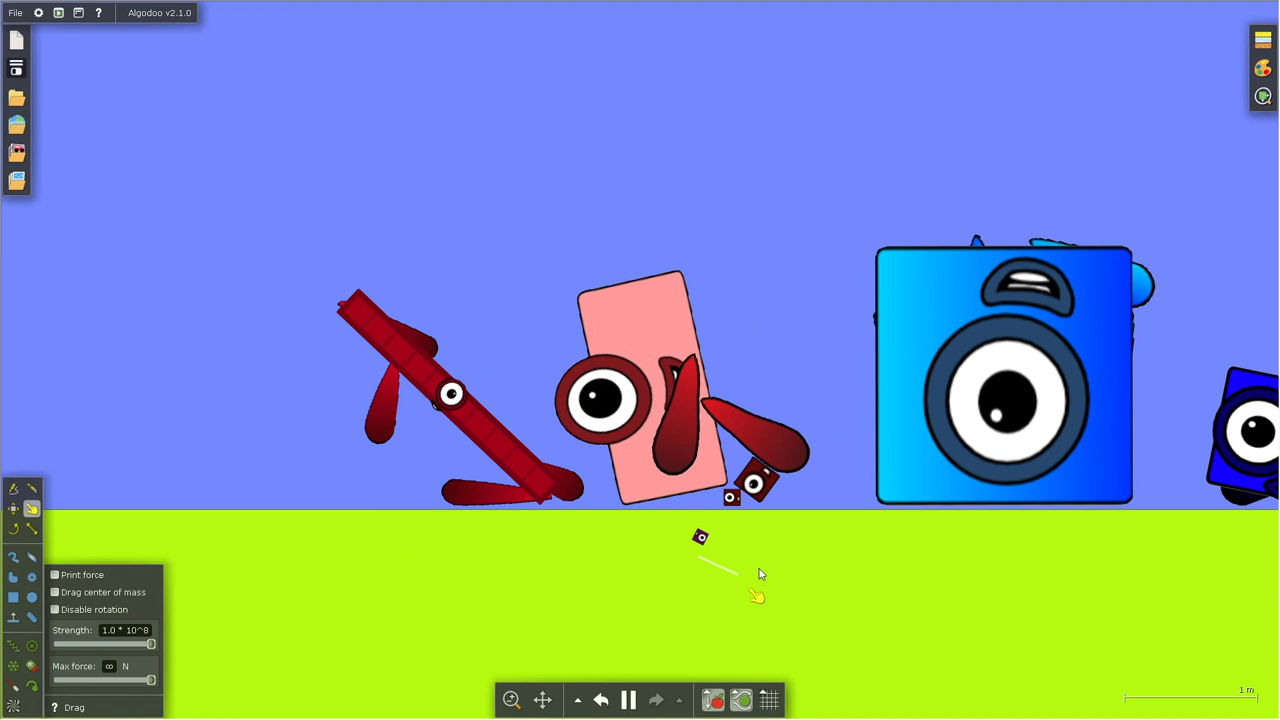 File ? Algodoo v2.1.0
Print force
Drag center of mass
Disable rotation
Strength: 1.0 * 10^8
Max force: ∞ N
? Drag
1 m